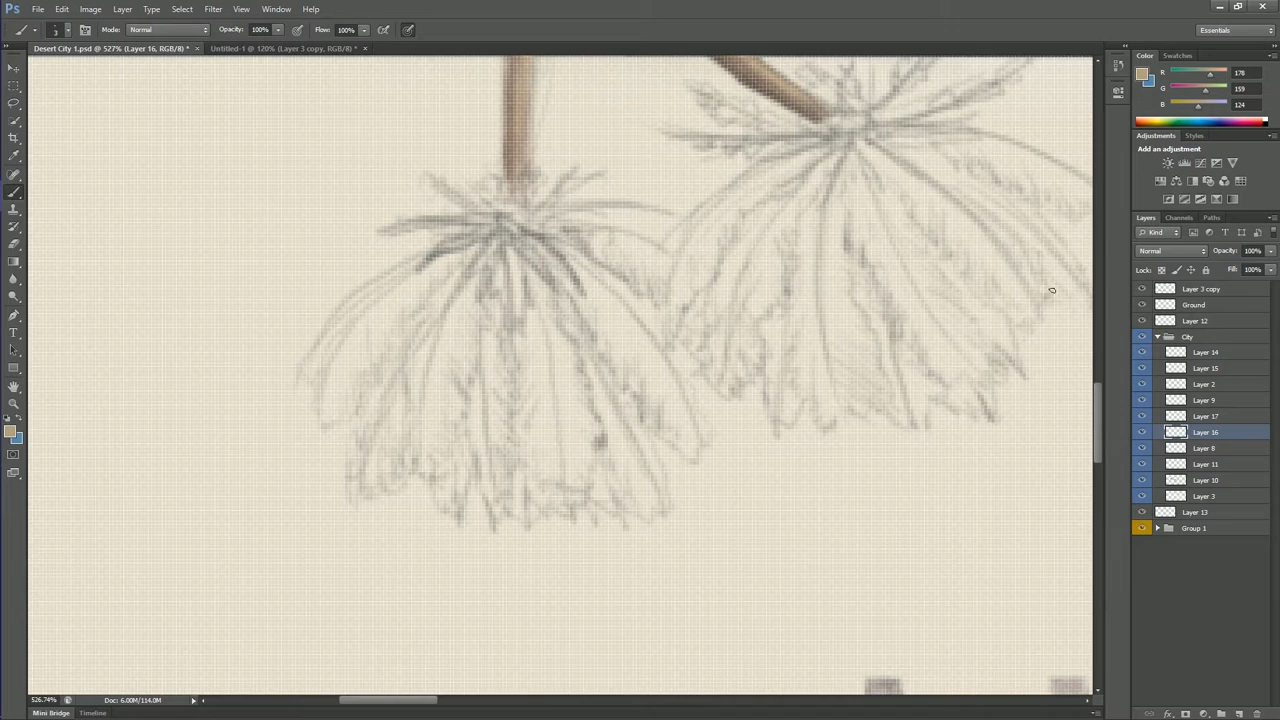 Ps File Edit Image Layer Type Select Filter View Window Help
3 Mode: Normal Opacity: 100% Flow: 100% Essentials
Desert City 1.psd @ 527% (Layer 16, RGB/8) * × Untitled-1 @ 120% (Layer 3 copy, RGB/8) * ×
Color Swatches
R 178
G 159
B 124
Adjustments Styles
Add an adjustment
Layers Channels Paths
Kind
Normal Opacity: 100%
Lock: Fill: 100%
Layer 3 copy
Ground
Layer 12
City
Layer 14
Layer 15
Layer 2
Layer 9
Layer 17
Layer 16
Layer 8
Layer 11
Layer 10
Layer 3
Layer 13
Group 1
526.74% Doc: 6.00M/114.0M
Mini Bridge Timeline
fx